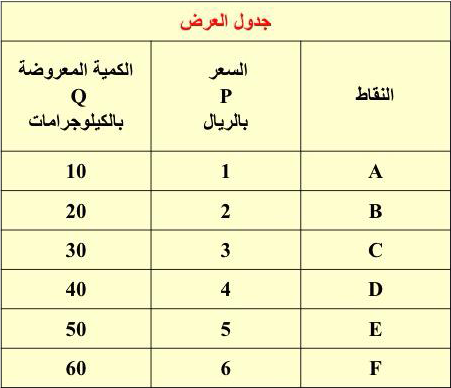 جدول العرض
النقاط السعر الكمية المعروضة
P Q
بالريال بالكيلوجرامات
A 1 10
B 2 20
C 3 30
D 4 40
E 5 50
F 6 60